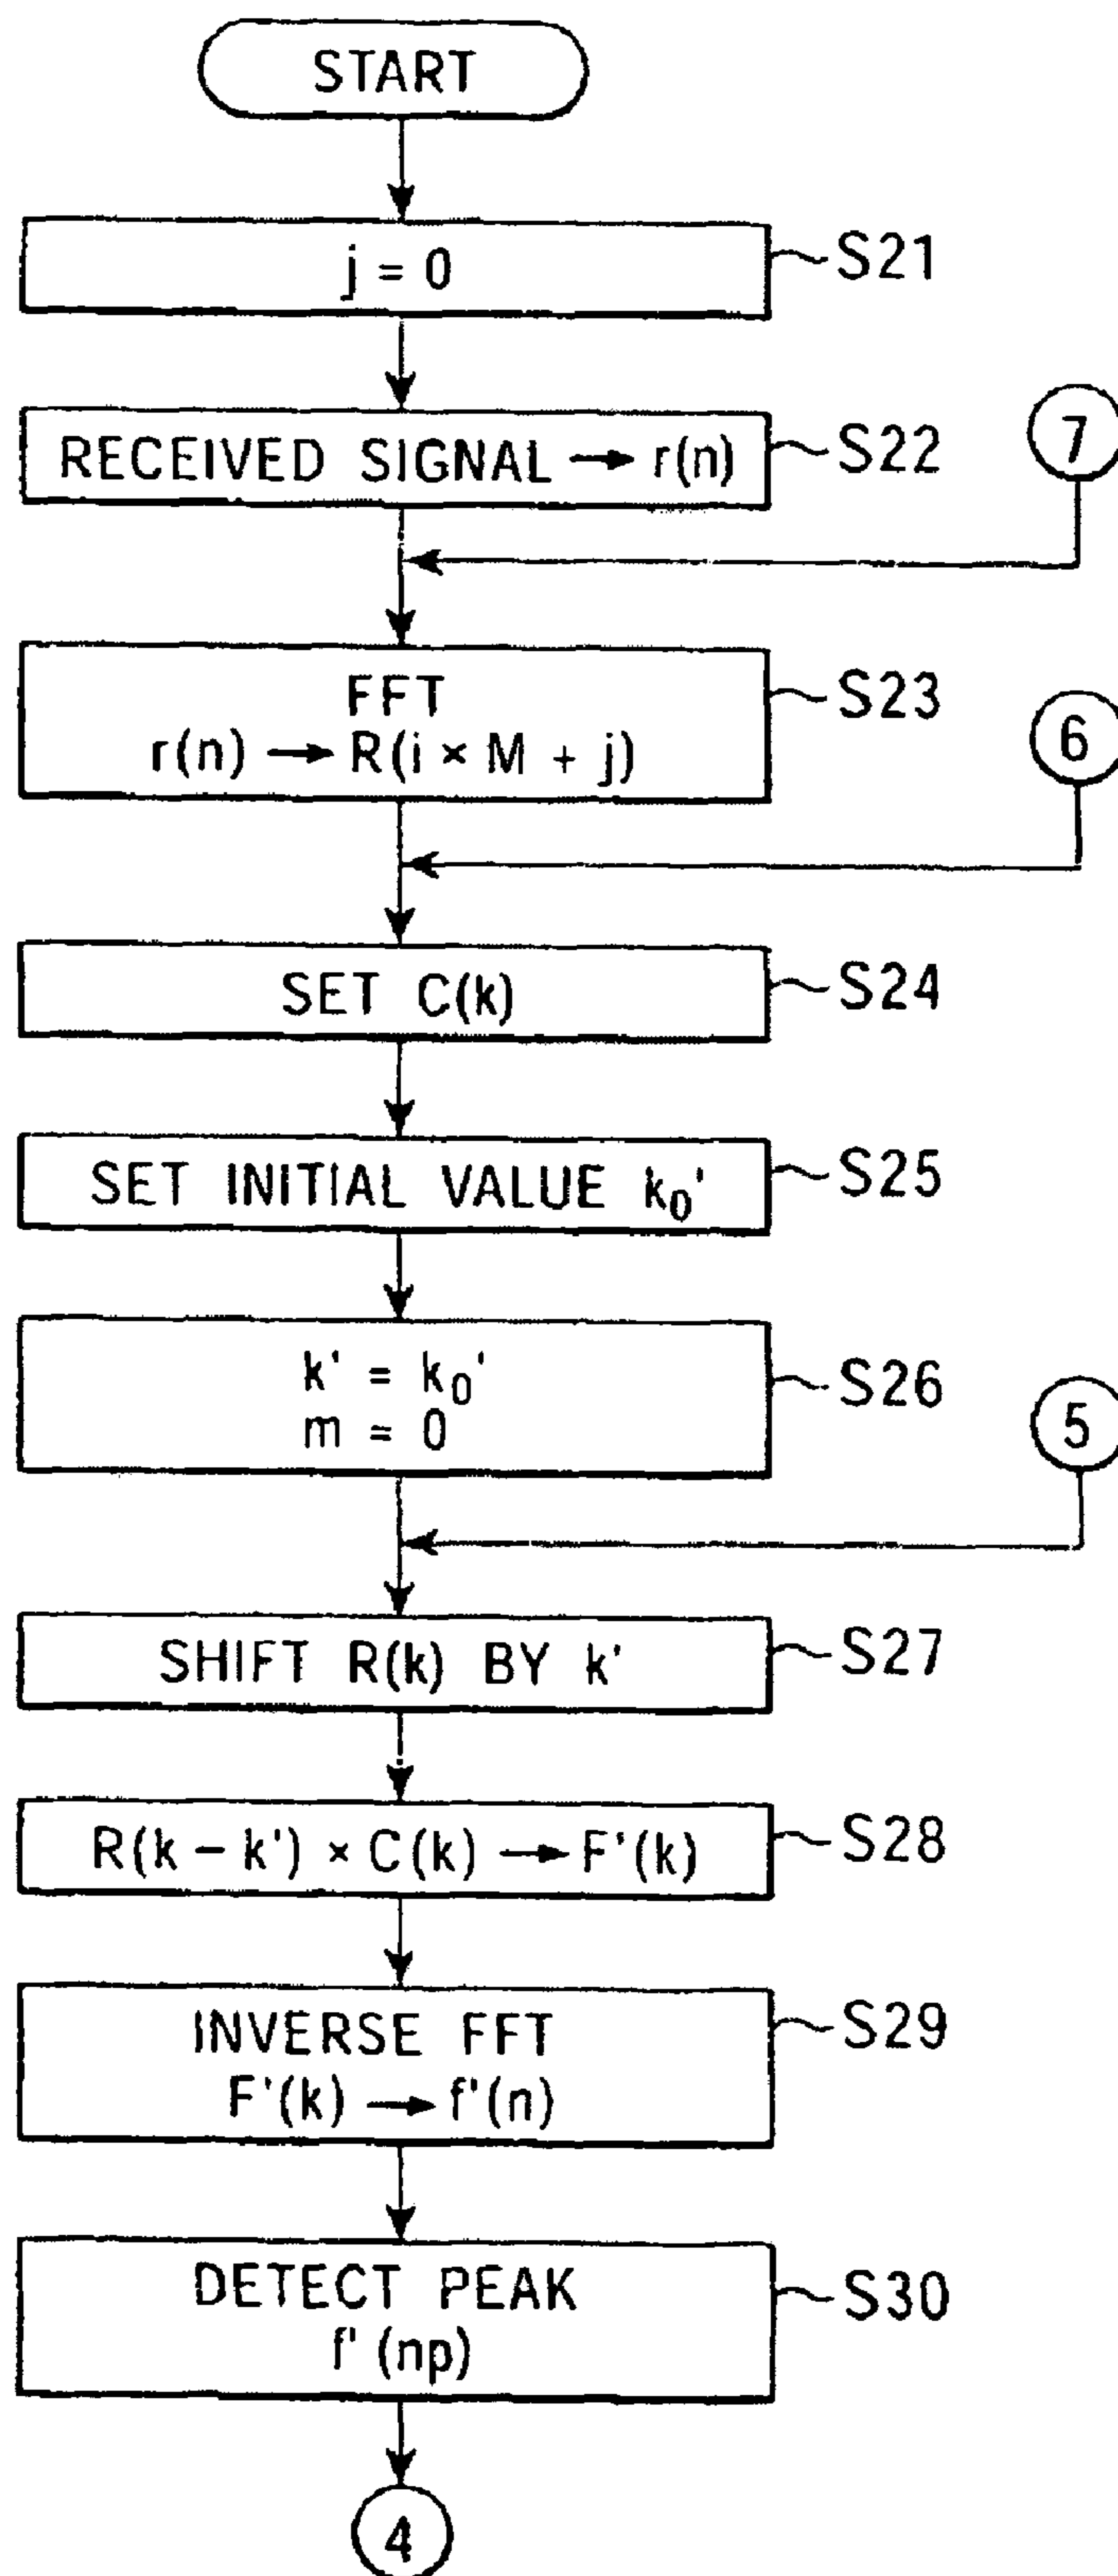 START
j = 0
S21
RECEIVED SIGNAL → r(n)
S22
7
FFT
r(n) → R(i × M + j)
S23
6
SET C(k)
S24
SET INITIAL VALUE k₀'
S25
k' = k₀'
m = 0
S26
5
SHIFT R(k) BY k'
S27
R(k − k') × C(k) → F'(k)
S28
INVERSE FFT
F'(k) → f'(n)
S29
DETECT PEAK
f'(np)
S30
4